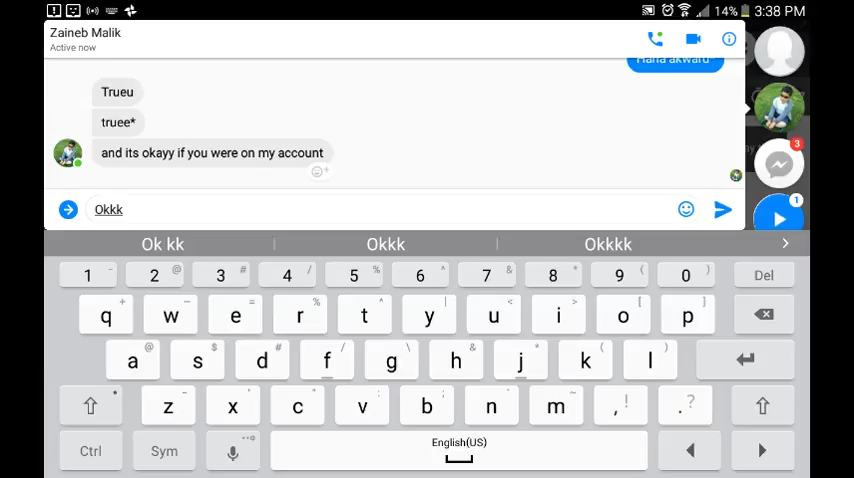 14% 3:38 PM
Zaineb Malik
Active now
Haha akward
Trueu
truee*
and its okayy if you were on my account
3
Okkk
1
Ok kk Okkk Okkkk
1 - 2 @ 3 # 4 / 5 % 6 ^ 7 & 8 * 9 ( 0 ) Del
q + w - e = r % t ^ y | u < i > o [ p ]
a @ s $ d # f / g ^ h & j * k ( l )
z - x ' c " v : b ; n _ m ~ , ! . ?
Ctrl Sym English(US)